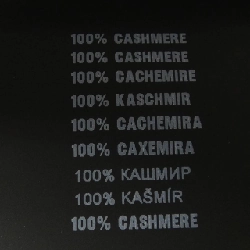 100% CASHMERE
100% CASHMERE
100% CACHEMIRE
100% KASCHMIR
100% CACHEMIRA
100% CAXEMIRA
100% КАШМИР
100% KAŠMÍR
100% CASHMERE